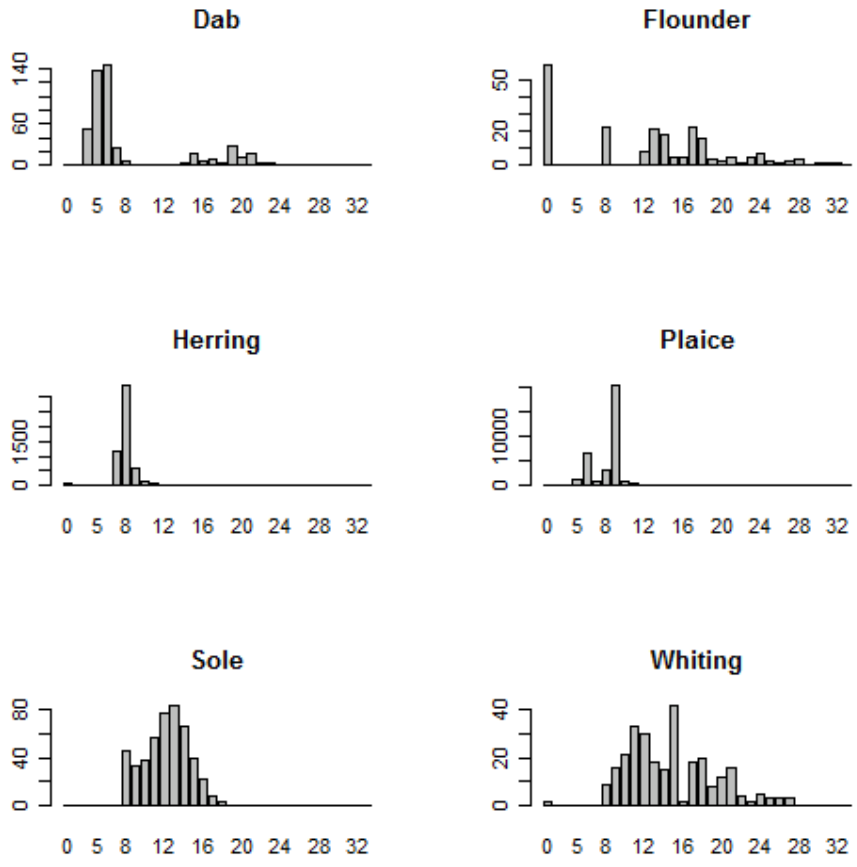 Dab
0 60 140
0 5 8 12 16 20 24 28 32
Flounder
0 20 50
0 5 8 12 16 20 24 28 32
Herring
0 1500
0 5 8 12 16 20 24 28 32
Plaice
0 10000
0 5 8 12 16 20 24 28 32
Sole
0 40 80
0 5 8 12 16 20 24 28 32
Whiting
0 20 40
0 5 8 12 16 20 24 28 32